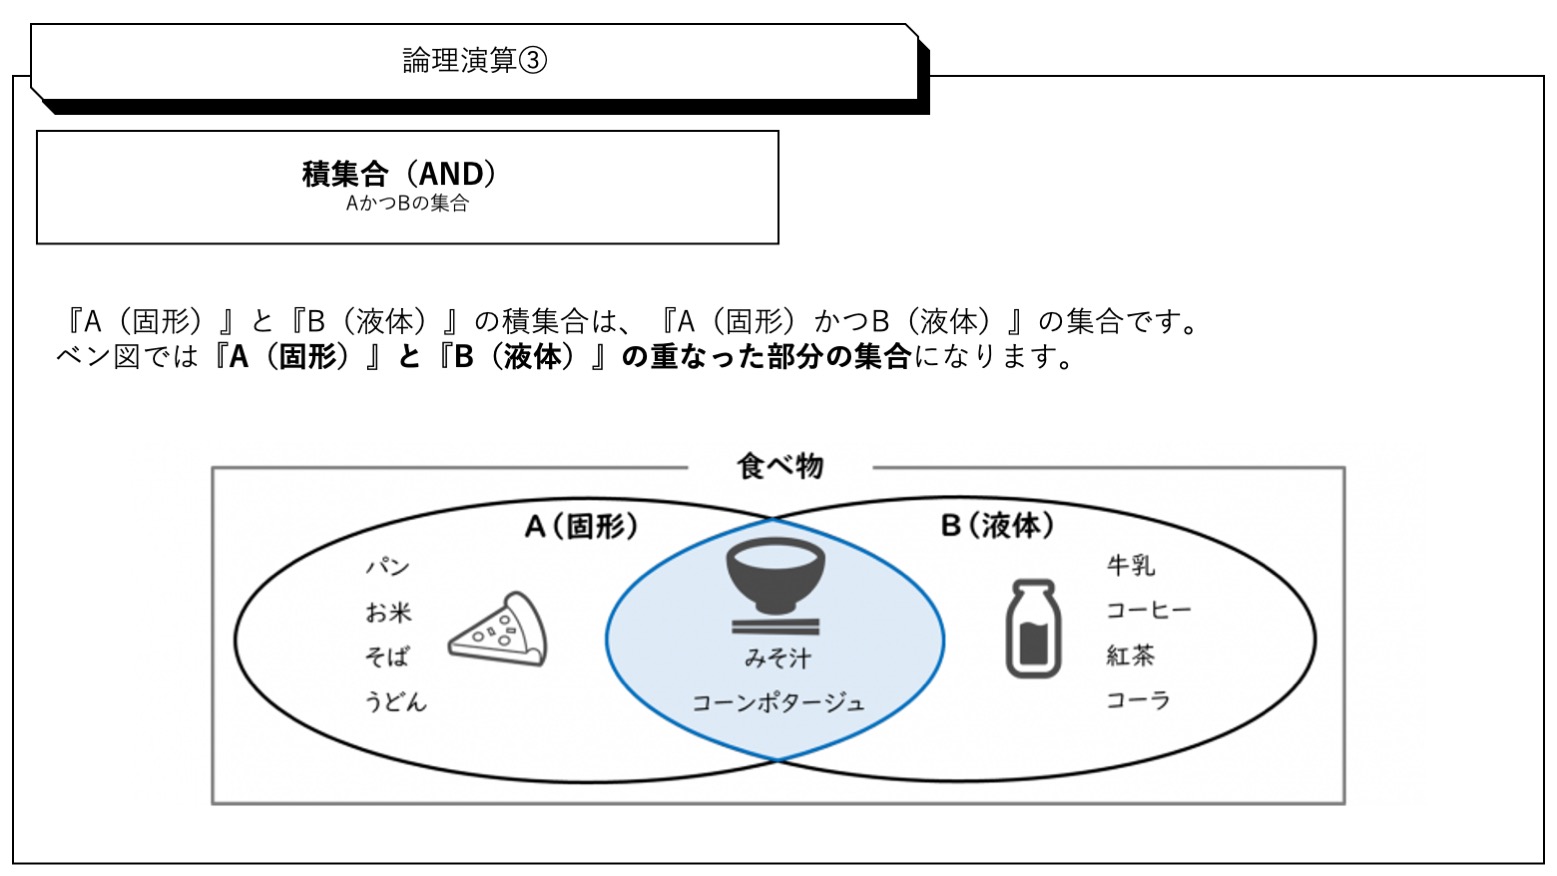 論理演算③
積集合（AND）
AかつBの集合
『A（固形）』と『B（液体）』の積集合は、『A（固形）かつB（液体）』の集合です。
ベン図では『A（固形）』と『B（液体）』の重なった部分の集合になります。
食べ物
A（固形）
パン
お米
そば
うどん
みそ汁
コーンポタージュ
B（液体）
牛乳
コーヒー
紅茶
コーラ